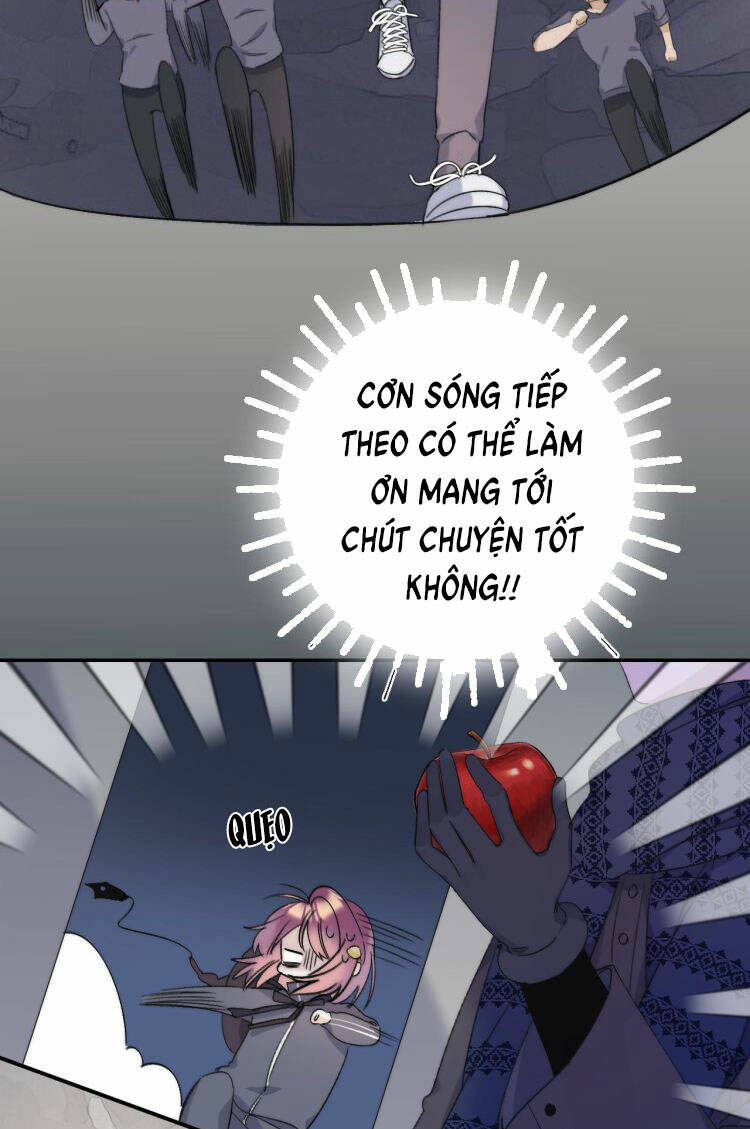 CƠN SÓNG TIẾP
THEO CÓ THỂ LÀM
ƠN MANG TỚI
CHÚT CHUYỆN TỐT
KHÔNG!!
QUẸO